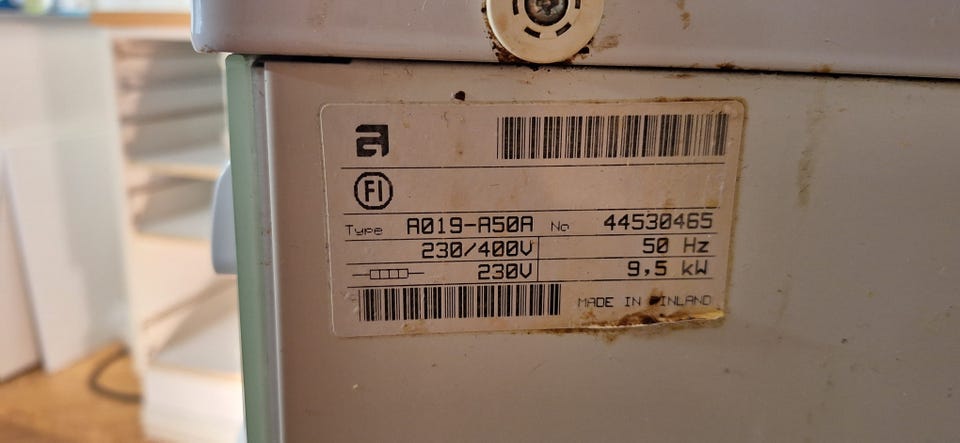 a
FI
Type A019-A50A No 44530465
230/400V 50 Hz
230V 9,5 kW
MADE IN FINLAND